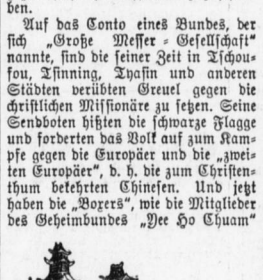 ben.
Auf das Conto eines Bundes, der
sich „Große Messer = Gesellschaft"
nannte, sind die seiner Zeit in Tschou-
fou, Tsinning, Thasin und anderen
Städten verübten Greuel gegen die
christlichen Missionäre zu setzen. Seine
Sendboten hißten die schwarze Flagge
und forderten das Volk auf zum Kam-
pfe gegen die Europäer und die „zwei-
ten Europäer", d. h. die zum Christen-
thum bekehrten Chinesen. Und jetzt
haben die „Boxers", wie die Mitglieder
des Geheimbundes „Yee Ho Chuam"